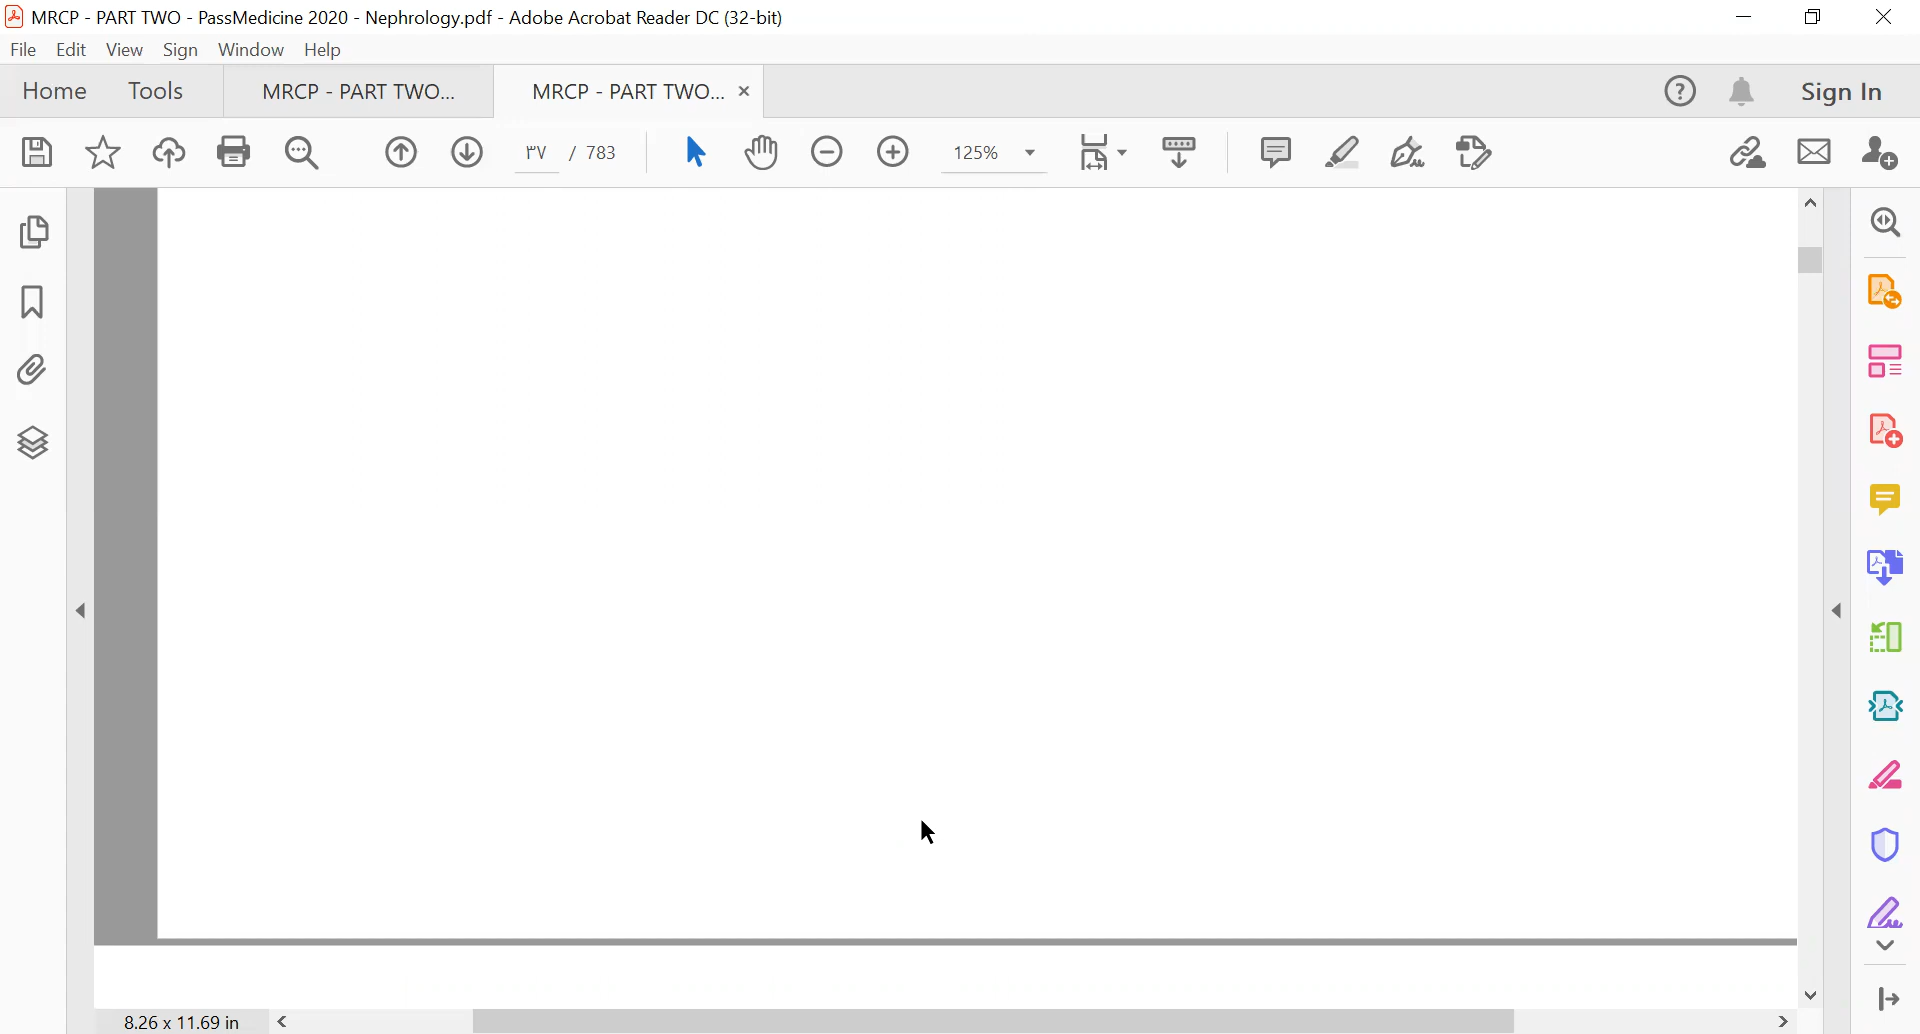 MRCP - PART TWO - PassMedicine 2020 - Nephrology.pdf - Adobe Acrobat Reader DC (32-bit)
File Edit View Sign Window Help
Home Tools MRCP - PART TWO... MRCP - PART TWO... × Sign In
٣٧ / 783 125%
8.26 x 11.69 in